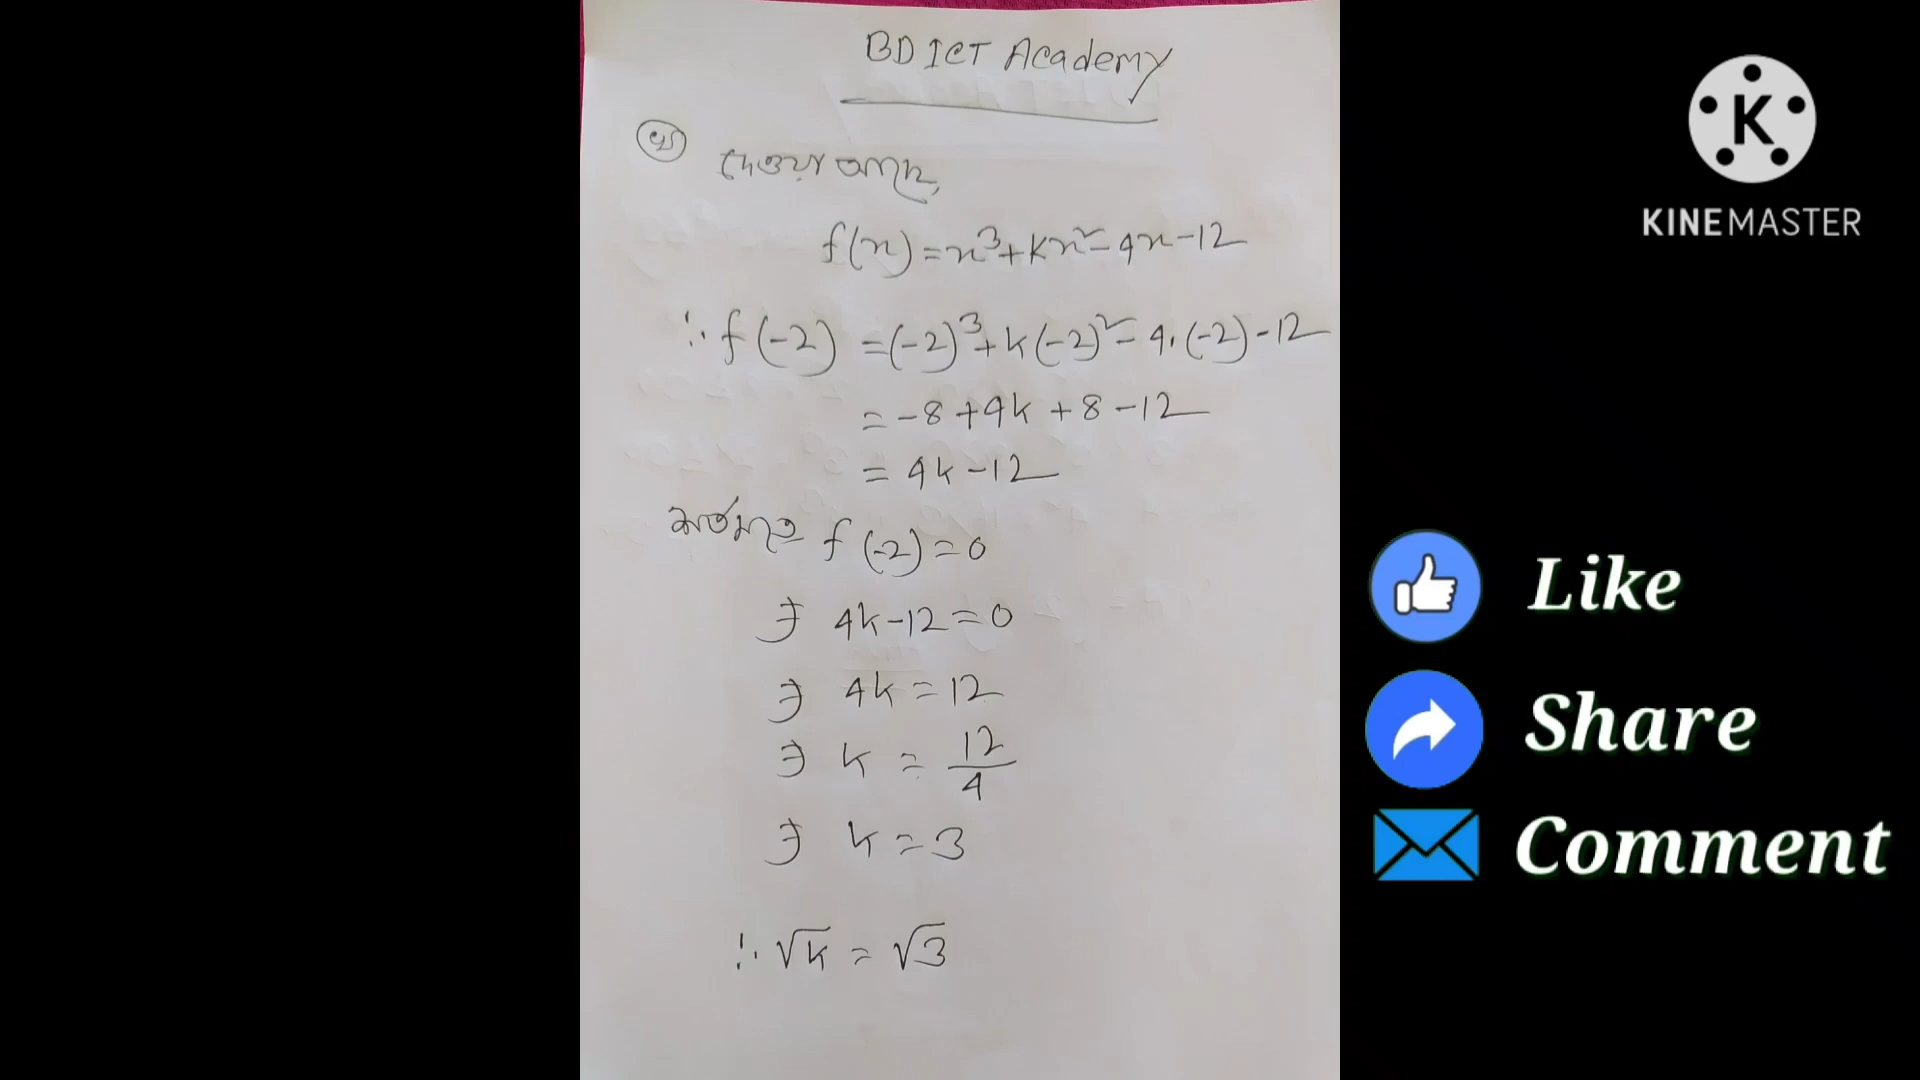 BD ICT Academy
খ
দেওয়া আছে,
f(x) = x³ + kx² - 4x - 12
∴ f(-2) = (-2)³ + k(-2)² - 4.(-2) - 12
= -8 + 4k + 8 - 12
= 4k - 12
শর্তমতে f(-2) = 0
⇒ 4k - 12 = 0
⇒ 4k = 12
⇒ k = 12/4
⇒ k = 3
∴ √k = √3
K
KINEMASTER
Like
Share
Comment